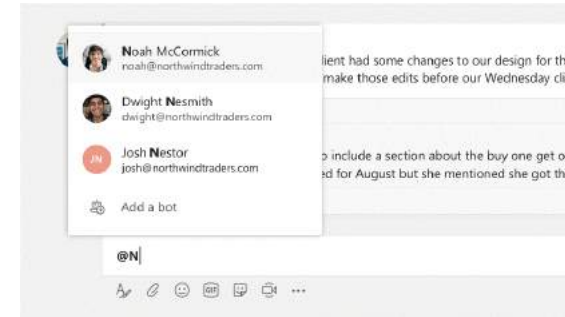 Noah McCormick
noah@northwindtraders.com
Dwight Nesmith
dwight@northwindtraders.com
JN
Josh Nestor
josh@northwindtraders.com
Add a bot
lient had some changes to our design for th
make those edits before our Wednesday cli
include a section about the buy one get o
ed for August but she mentioned she got th
@N
GIF